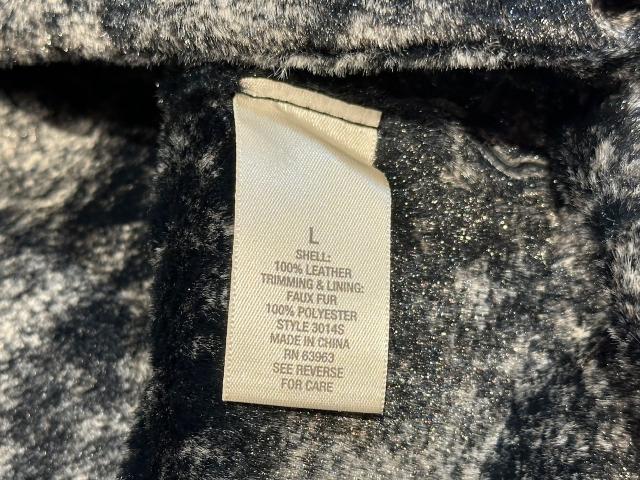 L
SHELL:
100% LEATHER
TRIMMING & LINING:
FAUX FUR
100% POLYESTER
STYLE 3014S
MADE IN CHINA
RN 63963
SEE REVERSE
FOR CARE